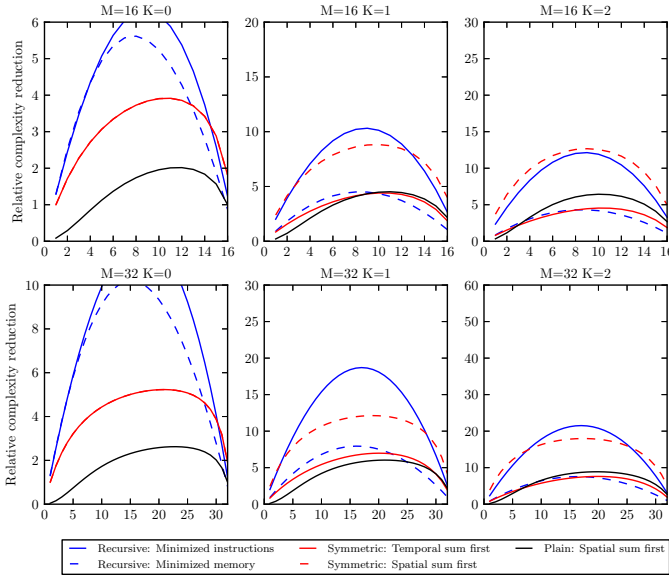 M=16 K=0
M=16 K=1
M=16 K=2
Relative complexity reduction
6
5
4
3
2
1
0
0 2 4 6 8 10 12 14 16
20
15
10
5
0
0 2 4 6 8 10 12 14 16
30
25
20
15
10
5
0
0 2 4 6 8 10 12 14 16
M=32 K=0
M=32 K=1
M=32 K=2
Relative complexity reduction
10
8
6
4
2
0
0 5 10 15 20 25 30
30
25
20
15
10
5
0
0 5 10 15 20 25 30
60
50
40
30
20
10
0
0 5 10 15 20 25 30
Recursive: Minimized instructions
Recursive: Minimized memory
Symmetric: Temporal sum first
Symmetric: Spatial sum first
Plain: Spatial sum first